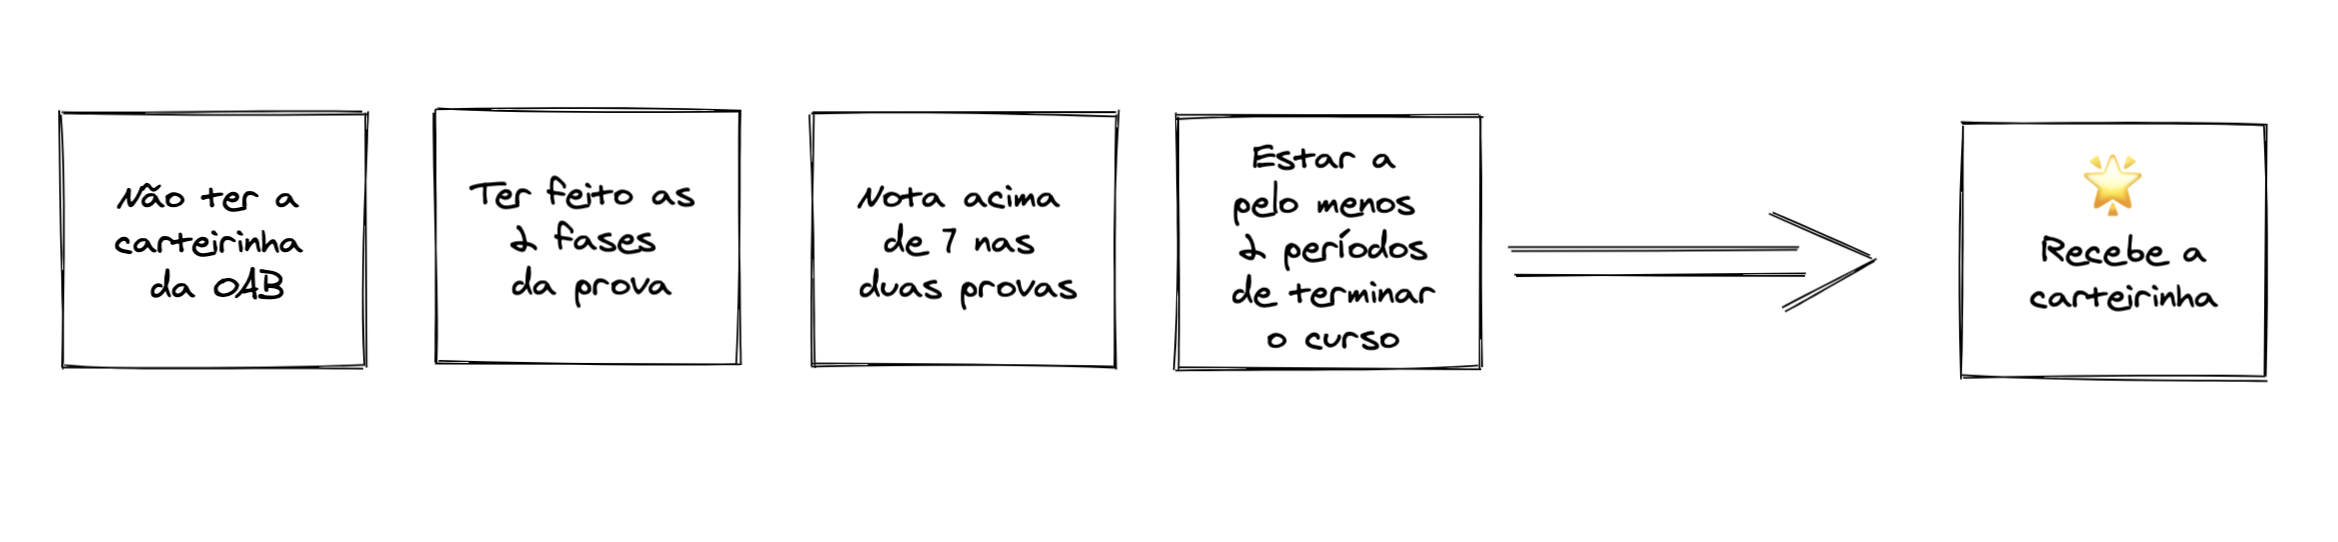 Não ter a
carteirinha
da OAB
Ter feito as
2 fases
da prova
Nota acima
de 7 nas
duas provas
Estar a
pelo menos
2 períodos
de terminar
o curso
Recebe a
carteirinha